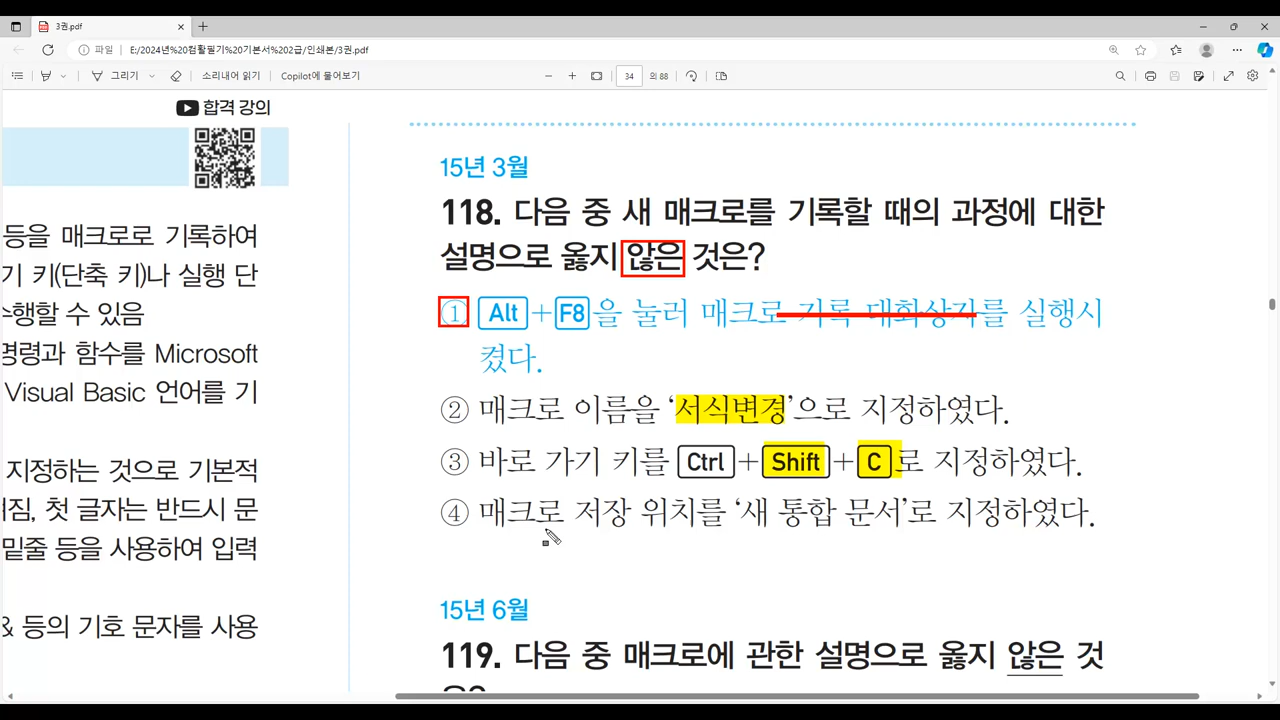 3권.pdf
파일
E:/2024년%20컴활필기%20기본서%202급/인쇄본/3권.pdf
그리기
소리내어 읽기
Copilot에 물어보기
34
의 88
합격 강의
등을 매크로로 기록하여
기 키(단축 키)나 실행 단
수행할 수 있음
명령과 함수를 Microsoft
Visual Basic 언어를 기
지정하는 것으로 기본적
겨짐, 첫 글자는 반드시 문
밑줄 등을 사용하여 입력
& 등의 기호 문자를 사용
15년 3월
118. 다음 중 새 매크로를 기록할 때의 과정에 대한
설명으로 옳지 않은 것은?
① Alt+F8을 눌러 매크로 기록 대화상자를 실행시
켰다.
② 매크로 이름을 ‘서식변경’으로 지정하였다.
③ 바로 가기 키를 Ctrl+Shift+C로 지정하였다.
④ 매크로 저장 위치를 ‘새 통합 문서’로 지정하였다.
15년 6월
119. 다음 중 매크로에 관한 설명으로 옳지 않은 것